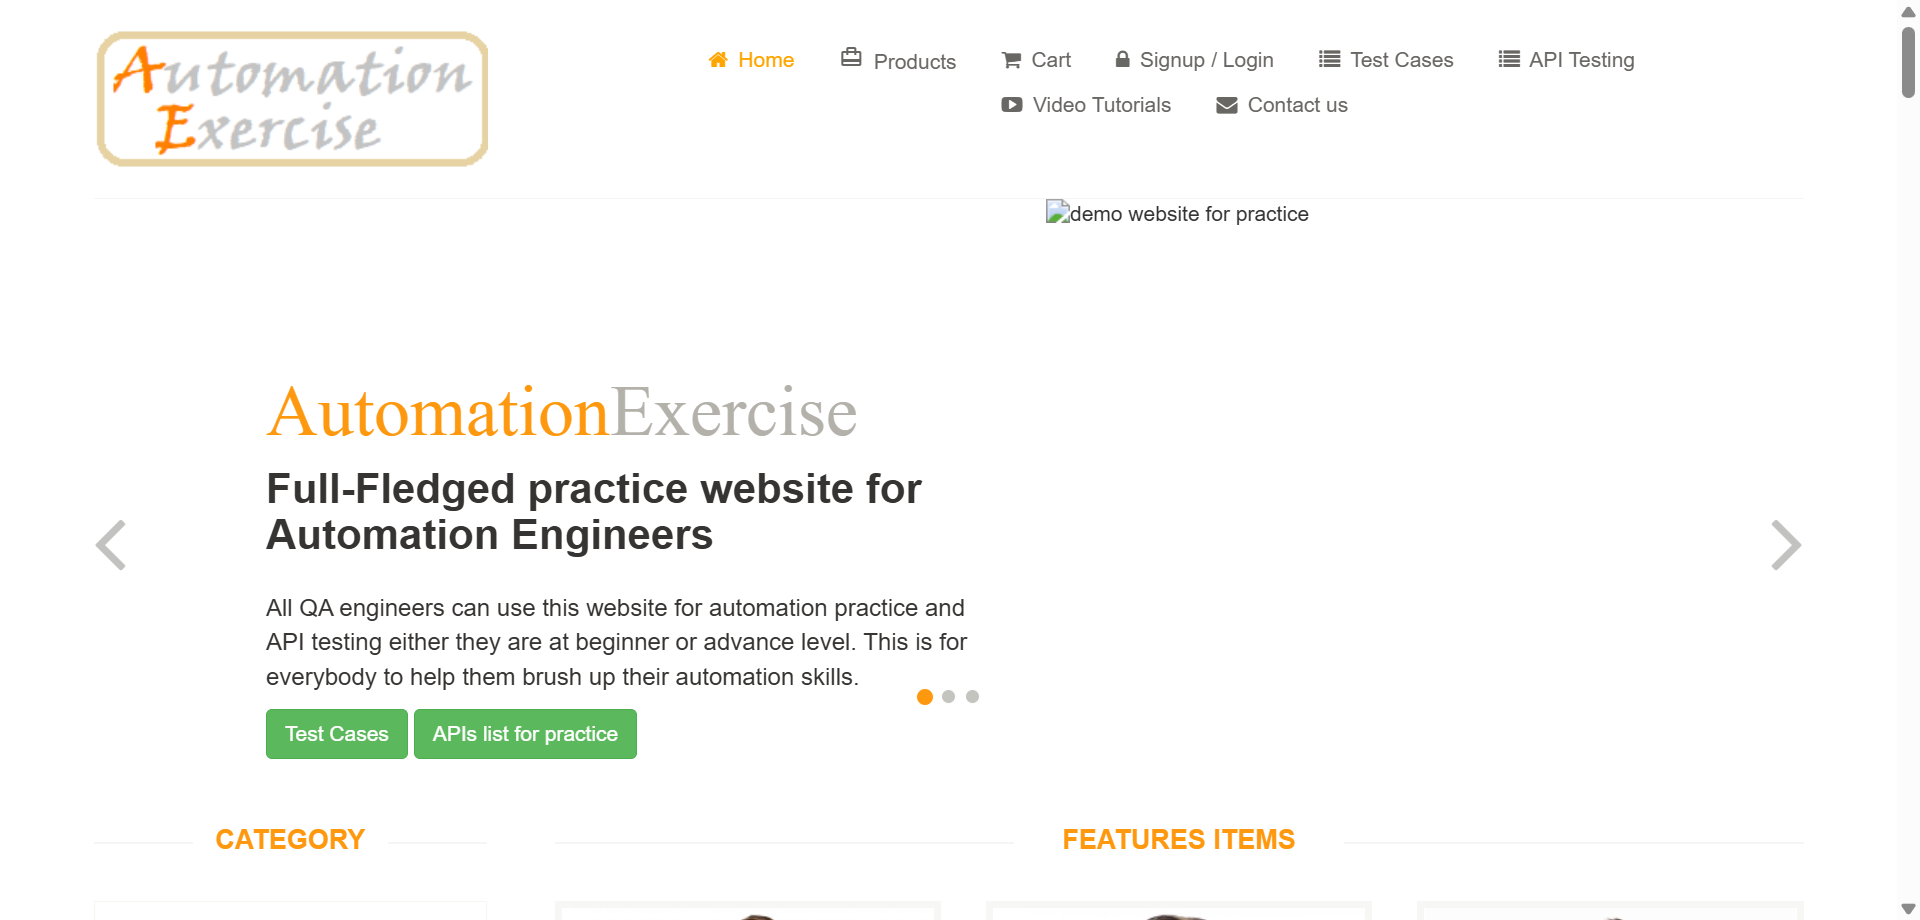 Automation
Exercise
Home Products Cart Signup / Login Test Cases API Testing
Video Tutorials Contact us
demo website for practice
AutomationExercise
Full-Fledged practice website for
Automation Engineers
All QA engineers can use this website for automation practice and
API testing either they are at beginner or advance level. This is for
everybody to help them brush up their automation skills.
Test Cases APIs list for practice
CATEGORY
FEATURES ITEMS